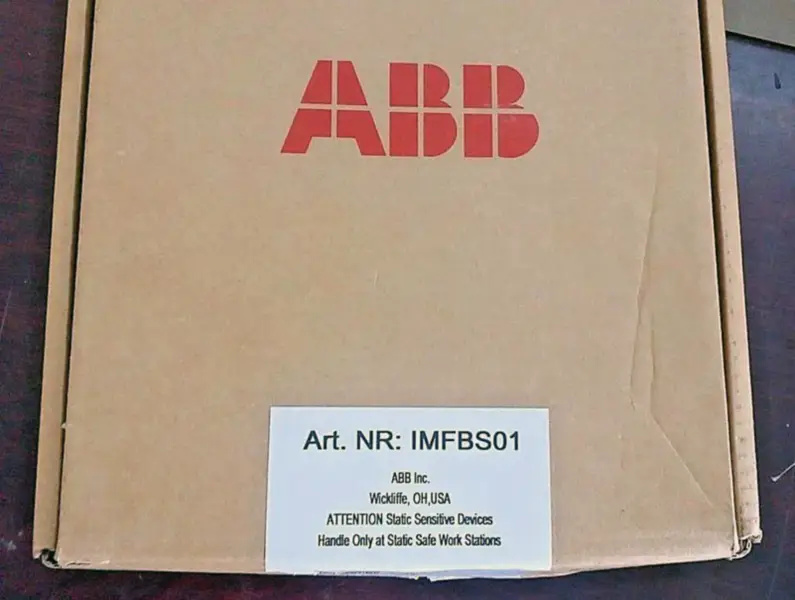 ABB
Art. NR: IMFBS01
ABB Inc.
Wickliffe, OH,USA
ATTENTION Static Sensitive Devices
Handle Only at Static Safe Work Stations